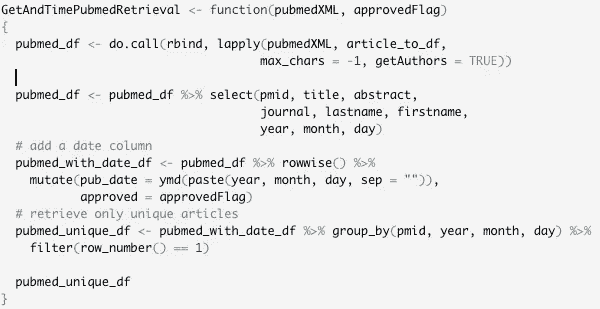 GetAndTimePubmedRetrieval <- function(pubmedXML, approvedFlag)
{
  pubmed_df <- do.call(rbind, lapply(pubmedXML, article_to_df,
                                     max_chars = -1, getAuthors = TRUE))

  pubmed_df <- pubmed_df %>% select(pmid, title, abstract,
                                     journal, lastname, firstname,
                                     year, month, day)
  # add a date column
  pubmed_with_date_df <- pubmed_df %>% rowwise() %>%
    mutate(pub_date = ymd(paste(year, month, day, sep = "")),
           approved = approvedFlag)
  # retrieve only unique articles
  pubmed_unique_df <- pubmed_with_date_df %>% group_by(pmid, year, month, day) %>%
    filter(row_number() == 1)

  pubmed_unique_df
}